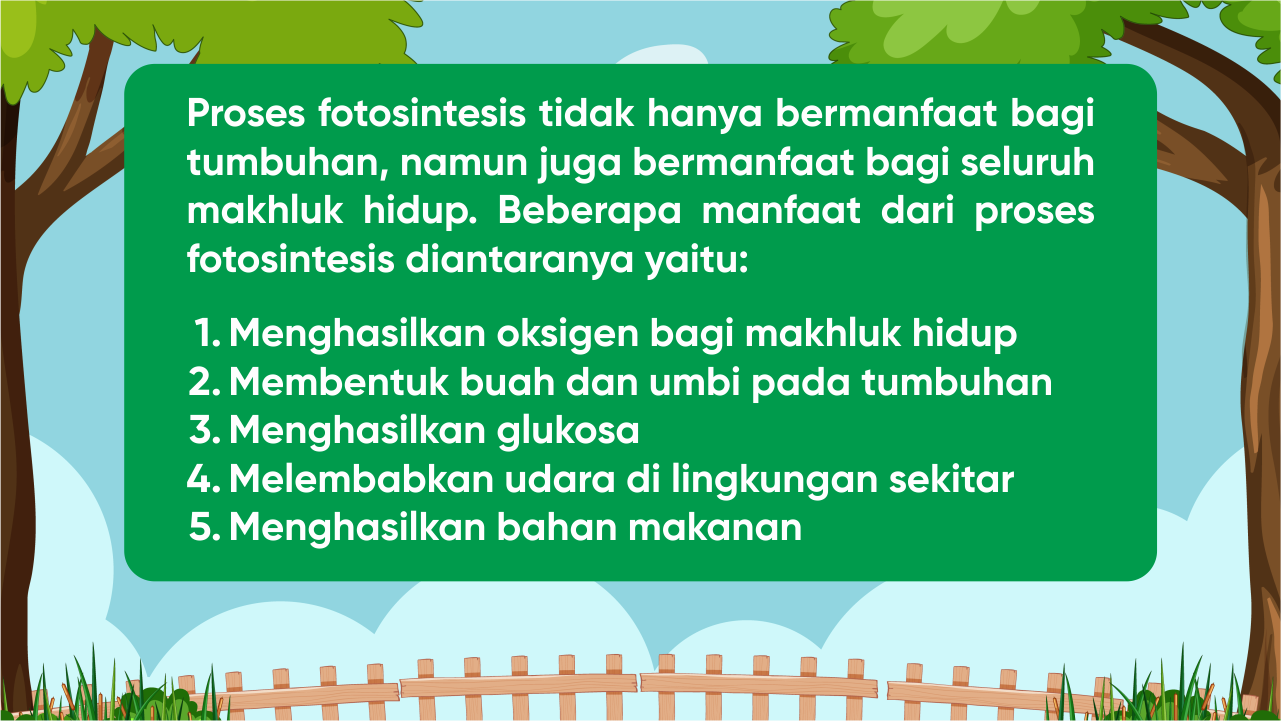 Proses fotosintesis tidak hanya bermanfaat bagi
tumbuhan, namun juga bermanfaat bagi seluruh
makhluk hidup. Beberapa manfaat dari proses
fotosintesis diantaranya yaitu:
1. Menghasilkan oksigen bagi makhluk hidup
2. Membentuk buah dan umbi pada tumbuhan
3. Menghasilkan glukosa
4. Melembabkan udara di lingkungan sekitar
5. Menghasilkan bahan makanan